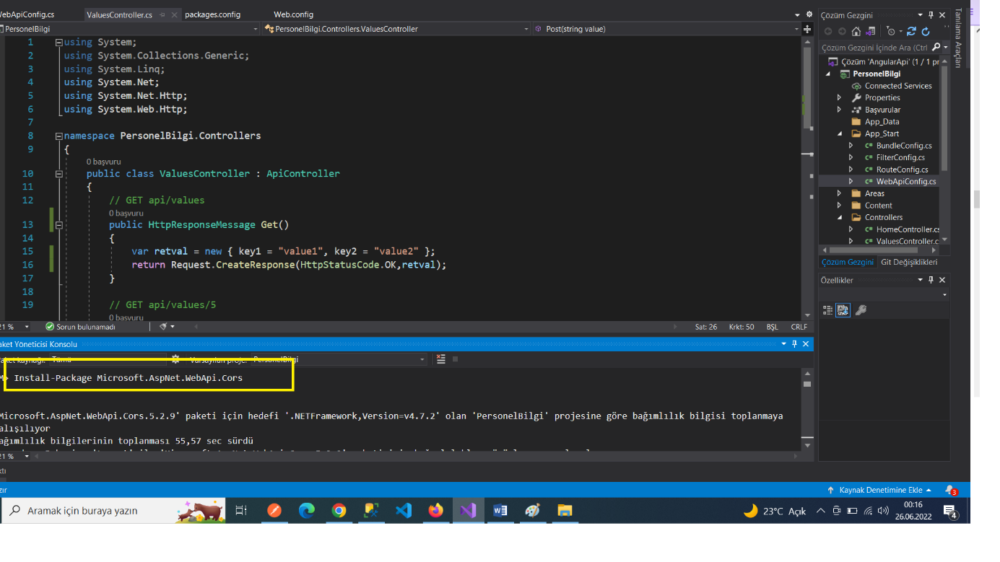 WebApiConfig.cs ValuesController.cs packages.config Web.config
PersonelBilgi PersonelBilgi.Controllers.ValuesController Post(string value)
1 using System;
2 using System.Collections.Generic;
3 using System.Linq;
4 using System.Net;
5 using System.Net.Http;
6 using System.Web.Http;
7
8 namespace PersonelBilgi.Controllers
9 {
0 başvuru
10 public class ValuesController : ApiController
11 {
12 // GET api/values
0 başvuru
13 public HttpResponseMessage Get()
14 {
15 var retval = new { key1 = "value1", key2 = "value2" };
16 return Request.CreateResponse(HttpStatusCode.OK,retval);
17 }
18
19 // GET api/values/5
0 başvuru
21 % Sorun bulunamadı Sat: 26 Krkt: 50 BŞL CRLF
Paket Yöneticisi Konsolu
Paket kaynağı: Tümü Varsayılan proje: PersonelBilgi
PM> Install-Package Microsoft.AspNet.WebApi.Cors
Microsoft.AspNet.WebApi.Cors.5.2.9' paketi için hedefi '.NETFramework,Version=v4.7.2' olan 'PersonelBilgi' projesine göre bağımlılık bilgisi toplanmaya
alışılıyor
ağımlılık bilgilerinin toplanması 55,57 sec sürdü
21 %
Çözüm Gezgini
Çözüm Gezgini İçinde Ara (Ctrl
Çözüm 'AngularApi' (1 / 1 pr
PersonelBilgi
Connected Services
Properties
Başvurular
App_Data
App_Start
C# BundleConfig.cs
C# FilterConfig.cs
C# RouteConfig.cs
C# WebApiConfig.cs
Areas
Content
Controllers
C# HomeController.cs
C# ValuesController.c
Çözüm Gezgini Git Değişiklikleri
Özellikler
Tanılama Araçları
Kaynak Denetimine Ekle 3
Aramak için buraya yazın
23°C Açık
00:16
26.06.2022
4